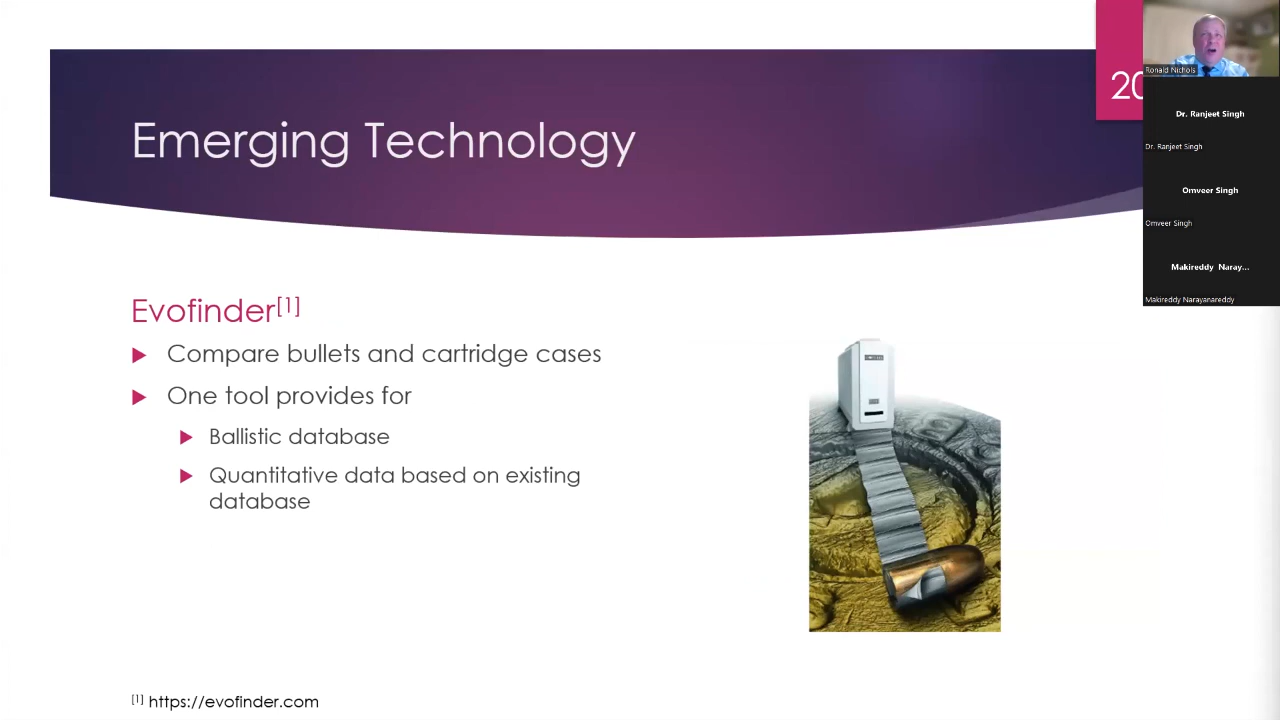 Emerging Technology
20
Ronald Nichols
Dr. Ranjeet Singh
Dr. Ranjeet Singh
Omveer Singh
Omveer Singh
Makireddy Naray...
Makireddy Narayanareddy
Evofinder[1]
Compare bullets and cartridge cases
One tool provides for
Ballistic database
Quantitative data based on existing
database
[1] https://evofinder.com